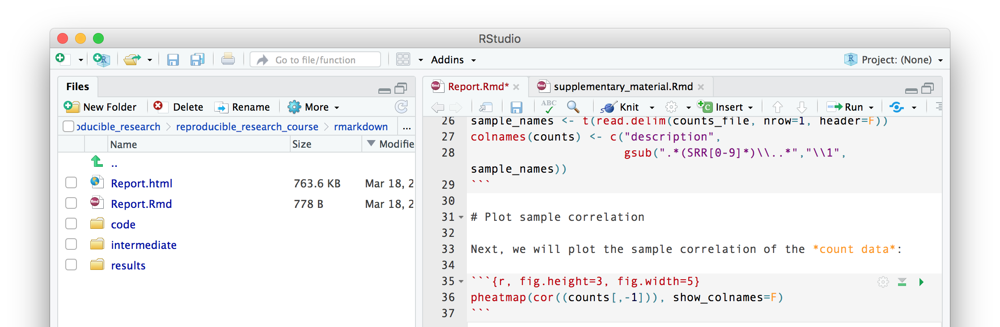 RStudio
Go to file/function
Addins
Project: (None)
Files
New Folder
Delete
Rename
More
oducible_research
reproducible_research_course
rmarkdown
...
Name
Size
Modifie
..
Report.html
763.6 KB
Mar 18, 2
Report.Rmd
778 B
Mar 18, 2
code
intermediate
results
Report.Rmd*
supplementary_material.Rmd
ABC
Knit
Insert
Run
26 sample_names <- t(read.delim(counts_file, nrow=1, header=F))
27 colnames(counts) <- c("description",
28 gsub(".*(SRR[0-9]*)\\..*","\\1",
sample_names))
29 ```
30
31 # Plot sample correlation
32
33 Next, we will plot the sample correlation of the *count data*:
34
35 ```{r, fig.height=3, fig.width=5}
36 pheatmap(cor((counts[,-1])), show_colnames=F)
37 ```